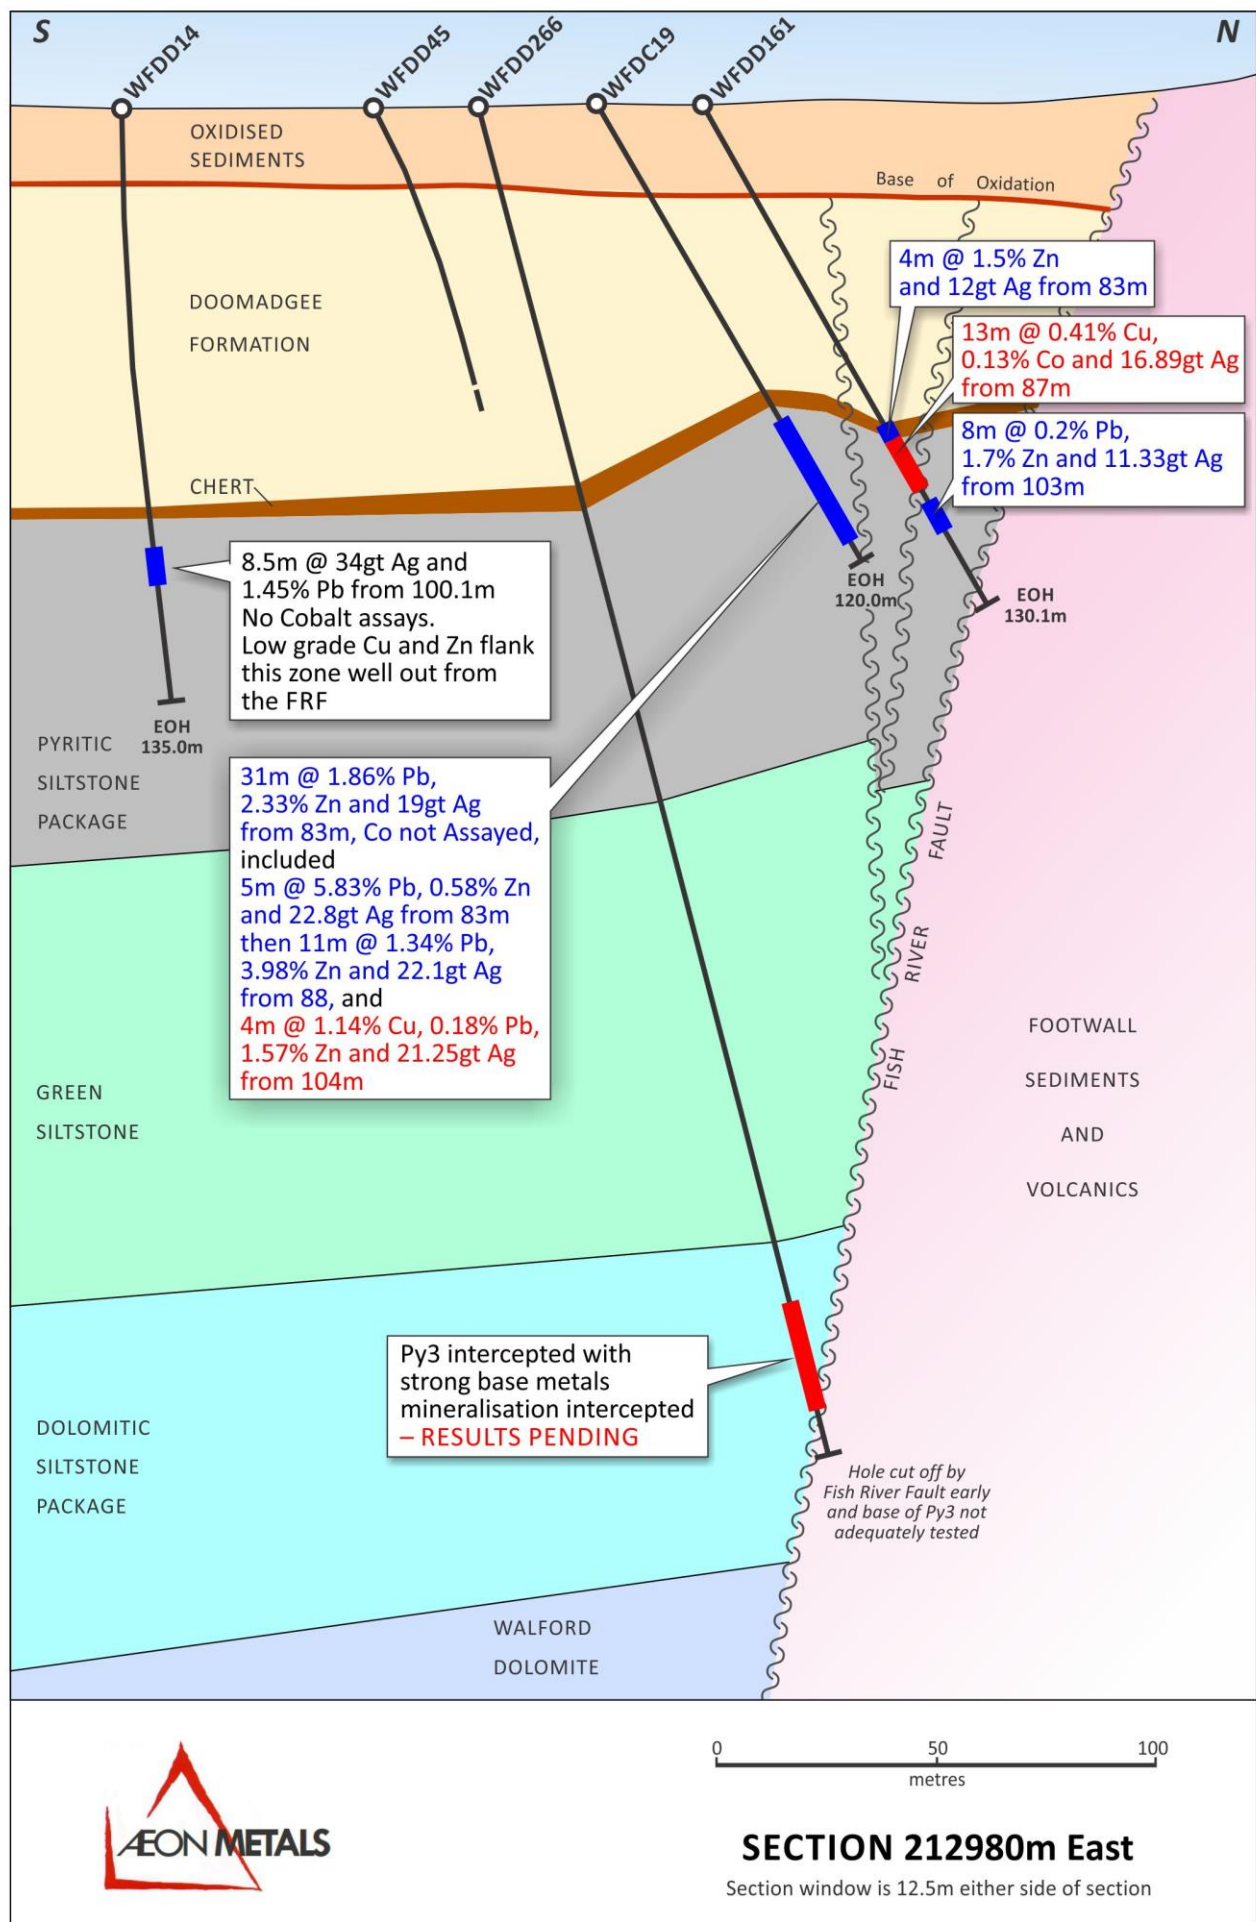 S
N
WFDD14
WFDD45
WFDD266
WFDC19
WFDD161
OXIDISED
SEDIMENTS
Base of Oxidation
DOOMADGEE
FORMATION
4m @ 1.5% Zn
and 12gt Ag from 83m
13m @ 0.41% Cu,
0.13% Co and 16.89gt Ag
from 87m
8m @ 0.2% Pb,
1.7% Zn and 11.33gt Ag
from 103m
CHERT
8.5m @ 34gt Ag and
1.45% Pb from 100.1m
No Cobalt assays.
Low grade Cu and Zn flank
this zone well out from
the FRF
EOH
120.0m
EOH
130.1m
EOH
135.0m
PYRITIC
SILTSTONE
PACKAGE
31m @ 1.86% Pb,
2.33% Zn and 19gt Ag
from 83m, Co not Assayed,
included
5m @ 5.83% Pb, 0.58% Zn
and 22.8gt Ag from 83m
then 11m @ 1.34% Pb,
3.98% Zn and 22.1gt Ag
from 88, and
4m @ 1.14% Cu, 0.18% Pb,
1.57% Zn and 21.25gt Ag
from 104m
FISH RIVER FAULT
FOOTWALL
SEDIMENTS
AND
VOLCANICS
GREEN
SILTSTONE
Py3 intercepted with
strong base metals
mineralisation intercepted
– RESULTS PENDING
DOLOMITIC
SILTSTONE
PACKAGE
Hole cut off by
Fish River Fault early
and base of Py3 not
adequately tested
WALFORD
DOLOMITE
ÆON METALS
0 50 100
metres
SECTION 212980m East
Section window is 12.5m either side of section